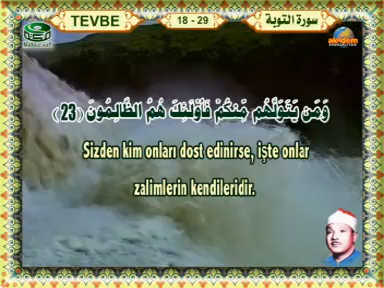 TEVBE
18 - 29
سورة التوبة
akademi
وَمَن يَتَوَلَّهُم مِّنكُمْ فَأُوْلَئِكَ هُمُ الظَّالِمُونَ ﴿23﴾
Sizden kim onları dost edinirse, işte onlar
zalimlerin kendileridir.